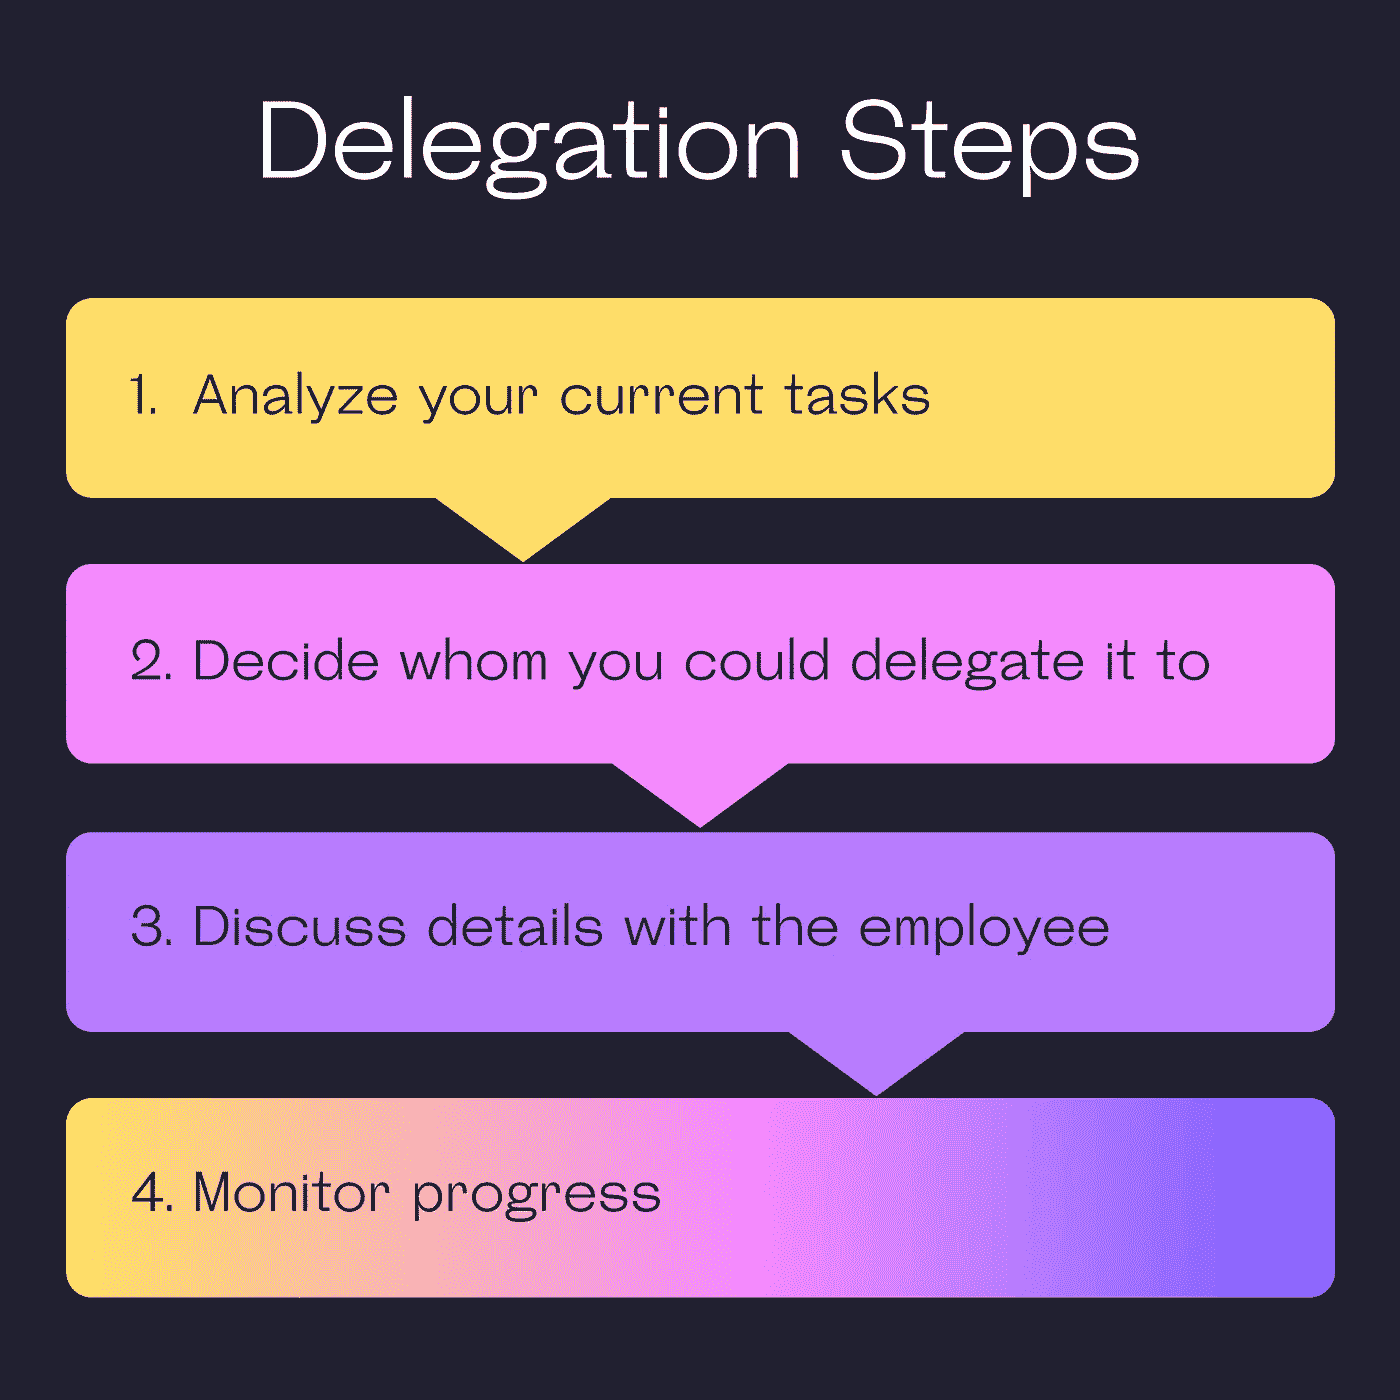 Delegation Steps
1. Analyze your current tasks
2. Decide whom you could delegate it to
3. Discuss details with the employee
4. Monitor progress